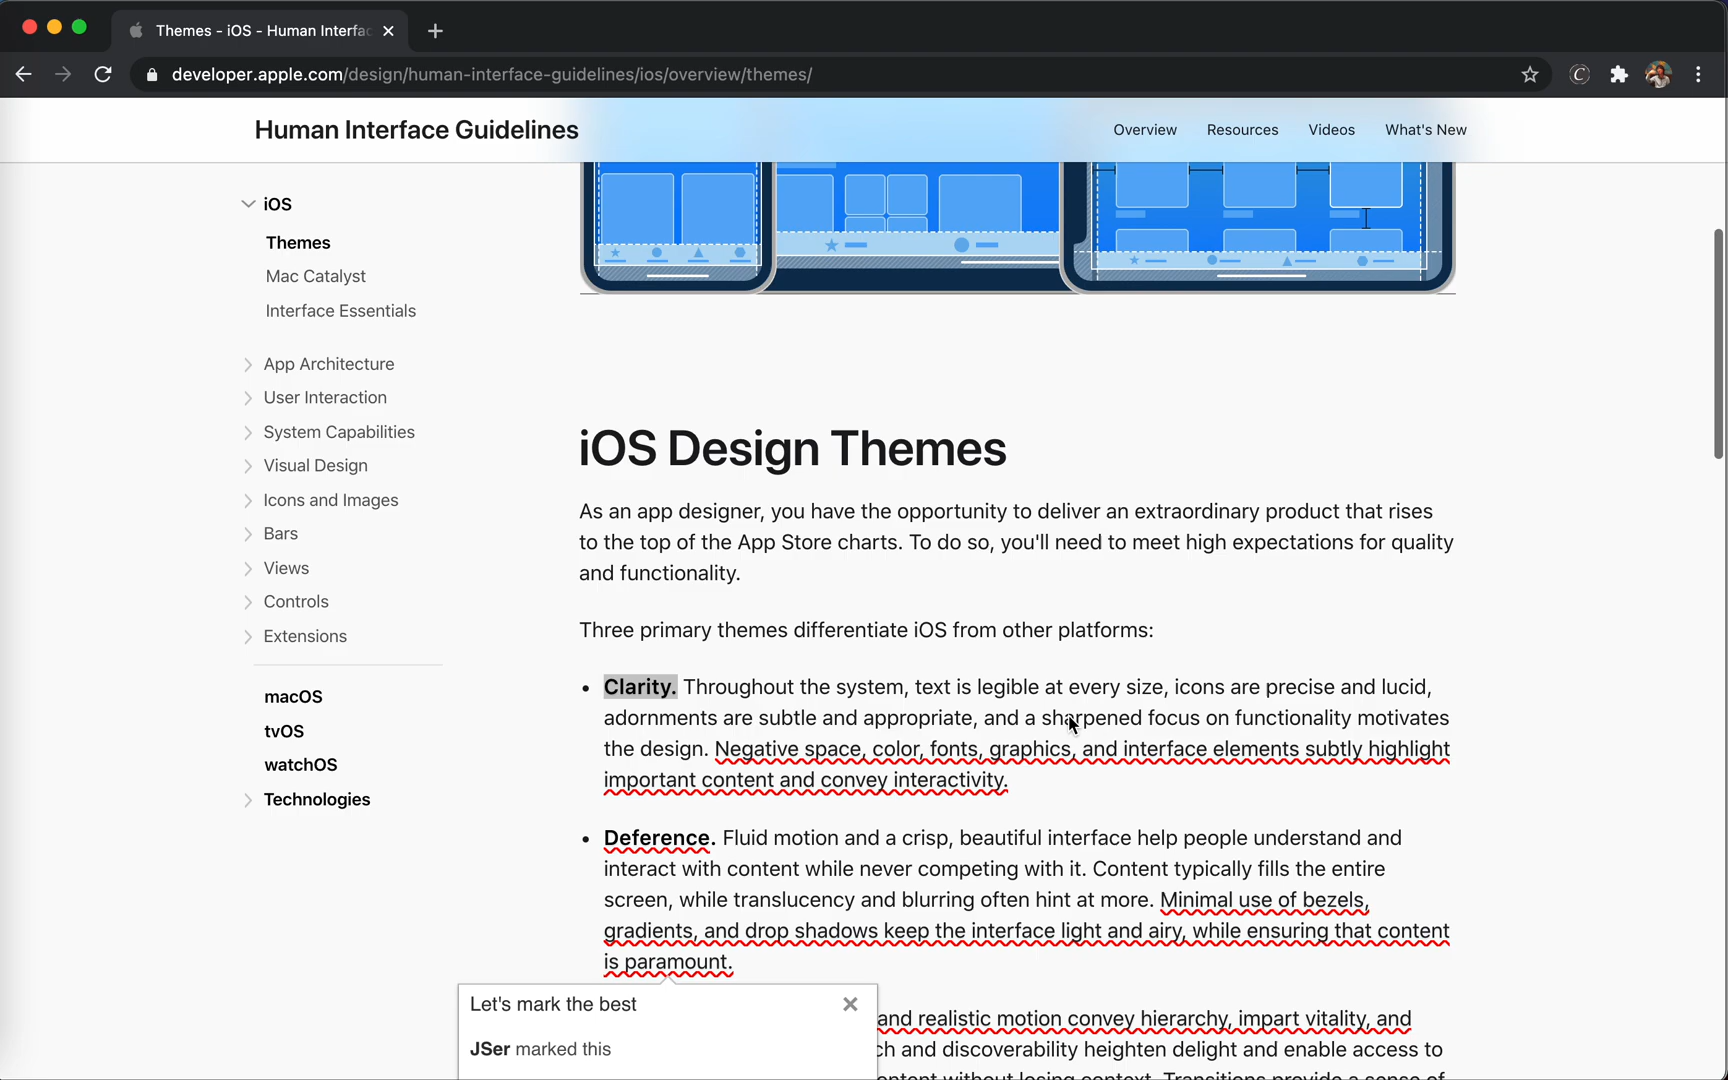 Themes - iOS - Human Interfac
developer.apple.com/design/human-interface-guidelines/ios/overview/themes/
Human Interface Guidelines
Overview
Resources
Videos
What's New
iOS
Themes
Mac Catalyst
Interface Essentials
App Architecture
User Interaction
System Capabilities
Visual Design
Icons and Images
Bars
Views
Controls
Extensions
macOS
tvOS
watchOS
Technologies
iOS Design Themes
As an app designer, you have the opportunity to deliver an extraordinary product that rises
to the top of the App Store charts. To do so, you'll need to meet high expectations for quality
and functionality.
Three primary themes differentiate iOS from other platforms:
• Clarity. Throughout the system, text is legible at every size, icons are precise and lucid,
adornments are subtle and appropriate, and a sharpened focus on functionality motivates
the design. Negative space, color, fonts, graphics, and interface elements subtly highlight
important content and convey interactivity.
• Deference. Fluid motion and a crisp, beautiful interface help people understand and
interact with content while never competing with it. Content typically fills the entire
screen, while translucency and blurring often hint at more. Minimal use of bezels,
gradients, and drop shadows keep the interface light and airy, while ensuring that content
is paramount.
Let's mark the best
JSer marked this
and realistic motion convey hierarchy, impart vitality, and
ch and discoverability heighten delight and enable access to
ontent without losing context. Transitions provide a sense of